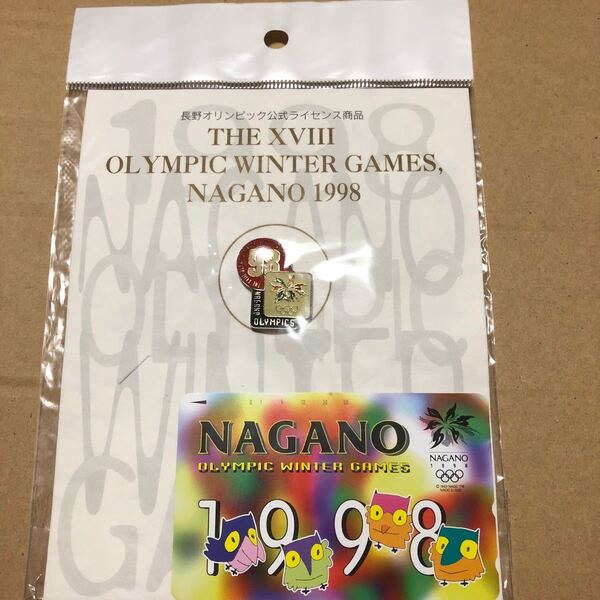 長野オリンピック公式ライセンス商品
THE XVIII
OLYMPIC WINTER GAMES,
NAGANO 1998
98
NAGANO
OLYMPICS
NAGANO
OLYMPIC WINTER GAMES
NAGANO
1998
1998